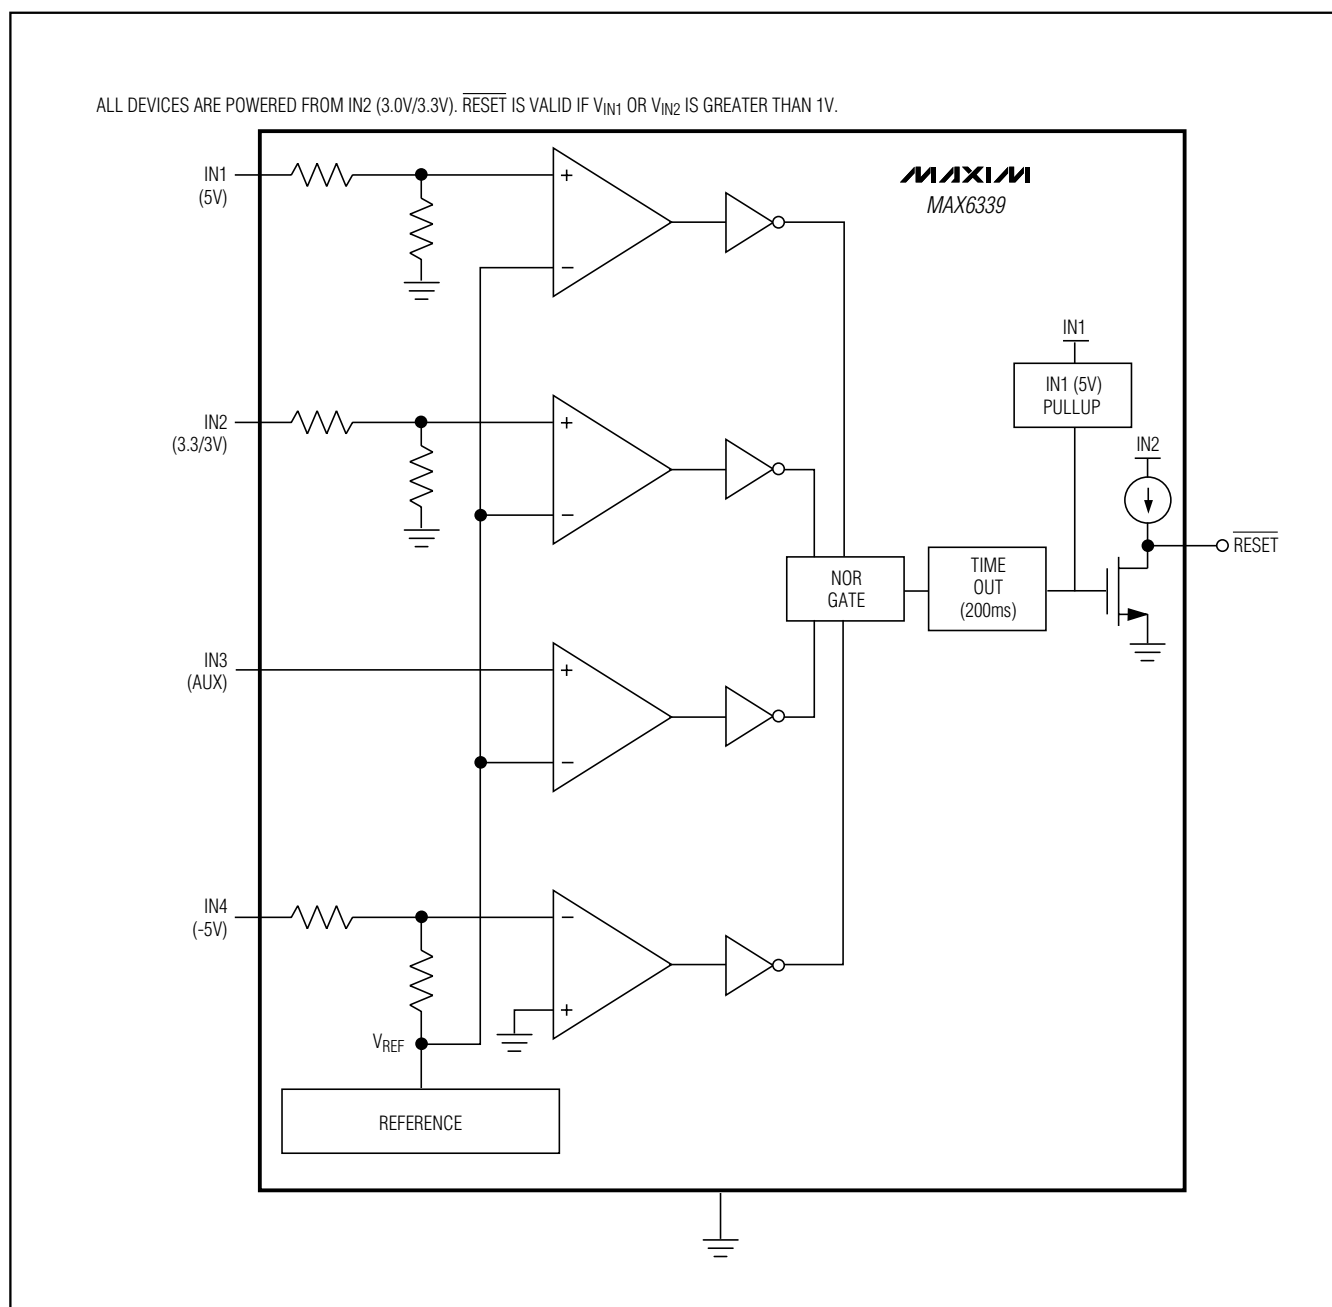 ALL DEVICES ARE POWERED FROM IN2 (3.0V/3.3V). RESET IS VALID IF VIN1 OR VIN2 IS GREATER THAN 1V.
IN1
(5V)
+
−
MAXIM
MAX6339
IN1
IN1 (5V)
PULLUP
IN2
(3.3/3V)
+
−
IN2
RESET
NOR
GATE
TIME
OUT
(200ms)
IN3
(AUX)
+
−
IN4
(-5V)
−
+
VREF
REFERENCE